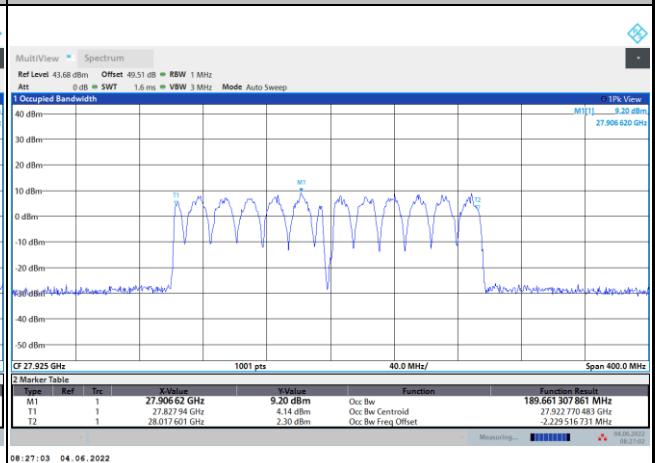 MultiView Spectrum
Ref Level 43.68 dBm Offset 49.51 dB RBW 1 MHz
Att 0 dB SWT 1.6 ms VBW 3 MHz Mode Auto Sweep
1 Occupied Bandwidth 1Pk View
M1[1] 9.20 dBm
27.906 620 GHz
40 dBm
30 dBm
20 dBm
10 dBm
0 dBm
-10 dBm
-20 dBm
-30 dBm
-40 dBm
-50 dBm
T1
M1
T2
CF 27.925 GHz 1001 pts 40.0 MHz/ Span 400.0 MHz
2 Marker Table
Type Ref Trc X-Value Y-Value Function Function Result
M1 1 27.906 62 GHz 9.20 dBm Occ Bw 189.661 307 861 MHz
T1 1 27.827 94 GHz 4.14 dBm Occ Bw Centroid 27.922 770 483 GHz
T2 1 28.017 601 GHz 2.30 dBm Occ Bw Freq Offset -2.229 516 731 MHz
Measuring... 04.06.2022
08:27:02
08:27:03 04.06.2022